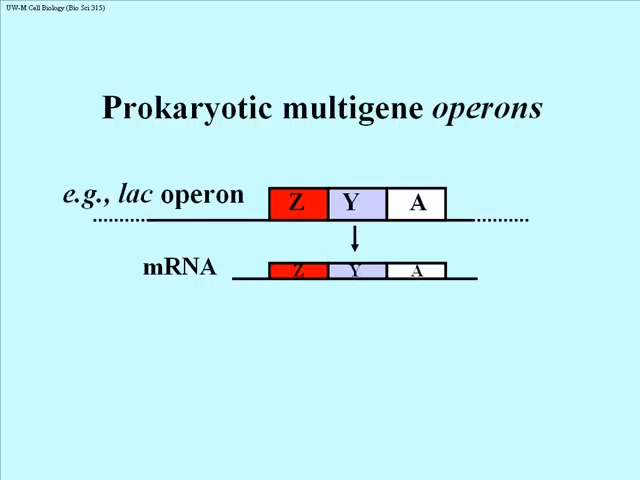 UW-M Cell Biology (Bio Sci 315)
Prokaryotic multigene operons
e.g., lac operon Z Y A
mRNA Z Y A